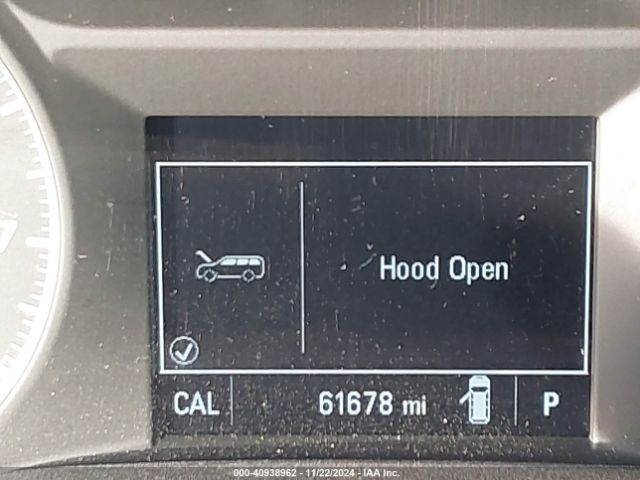 Hood Open
CAL
61678 mi
P
000-40938962 - 11/22/2024 - IAA Inc.